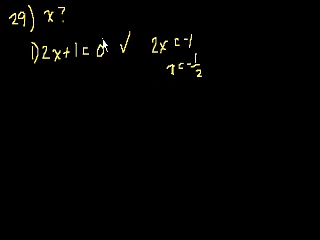 29) x?
1) 2x+1=0 ✓ 2x=-1
x=-1/2